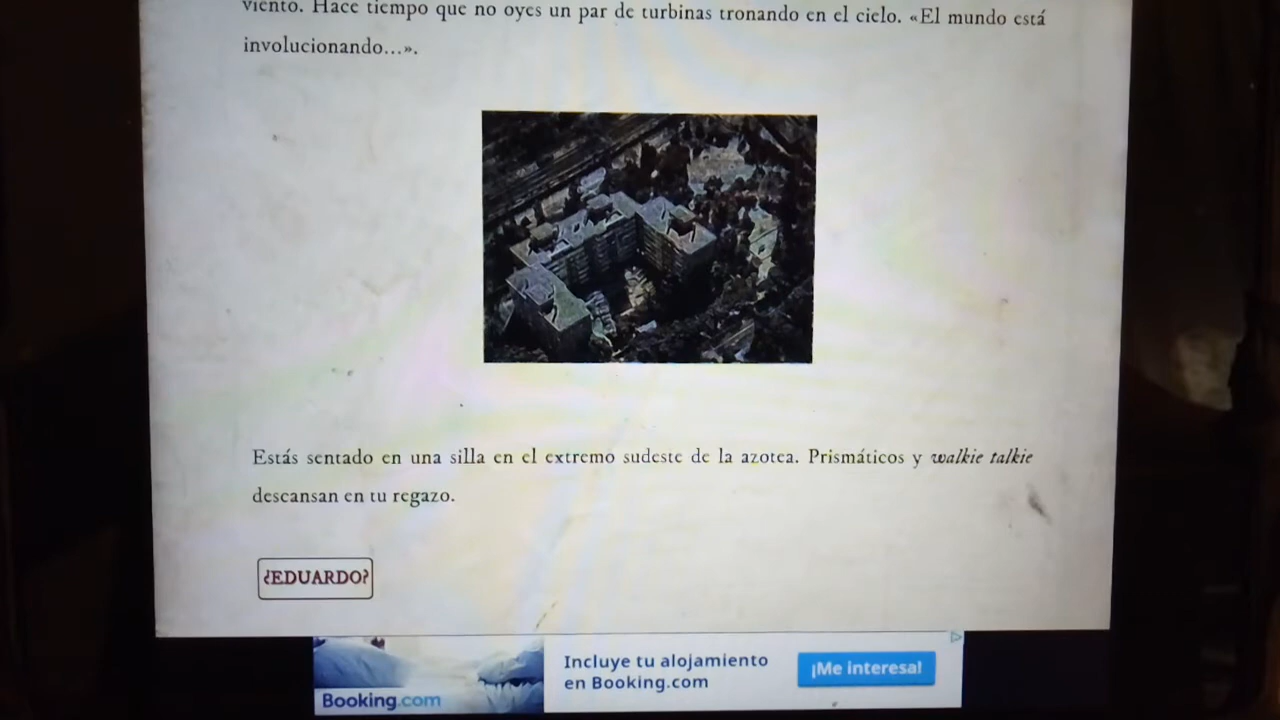 viento. Hace tiempo que no oyes un par de turbinas tronando en el cielo. «El mundo está
involucionando...».
Estás sentado en una silla en el extremo sudeste de la azotea. Prismáticos y walkie talkie
descansan en tu regazo.
¿EDUARDO?
Incluye tu alojamiento
en Booking.com
¡Me interesa!
Booking.com